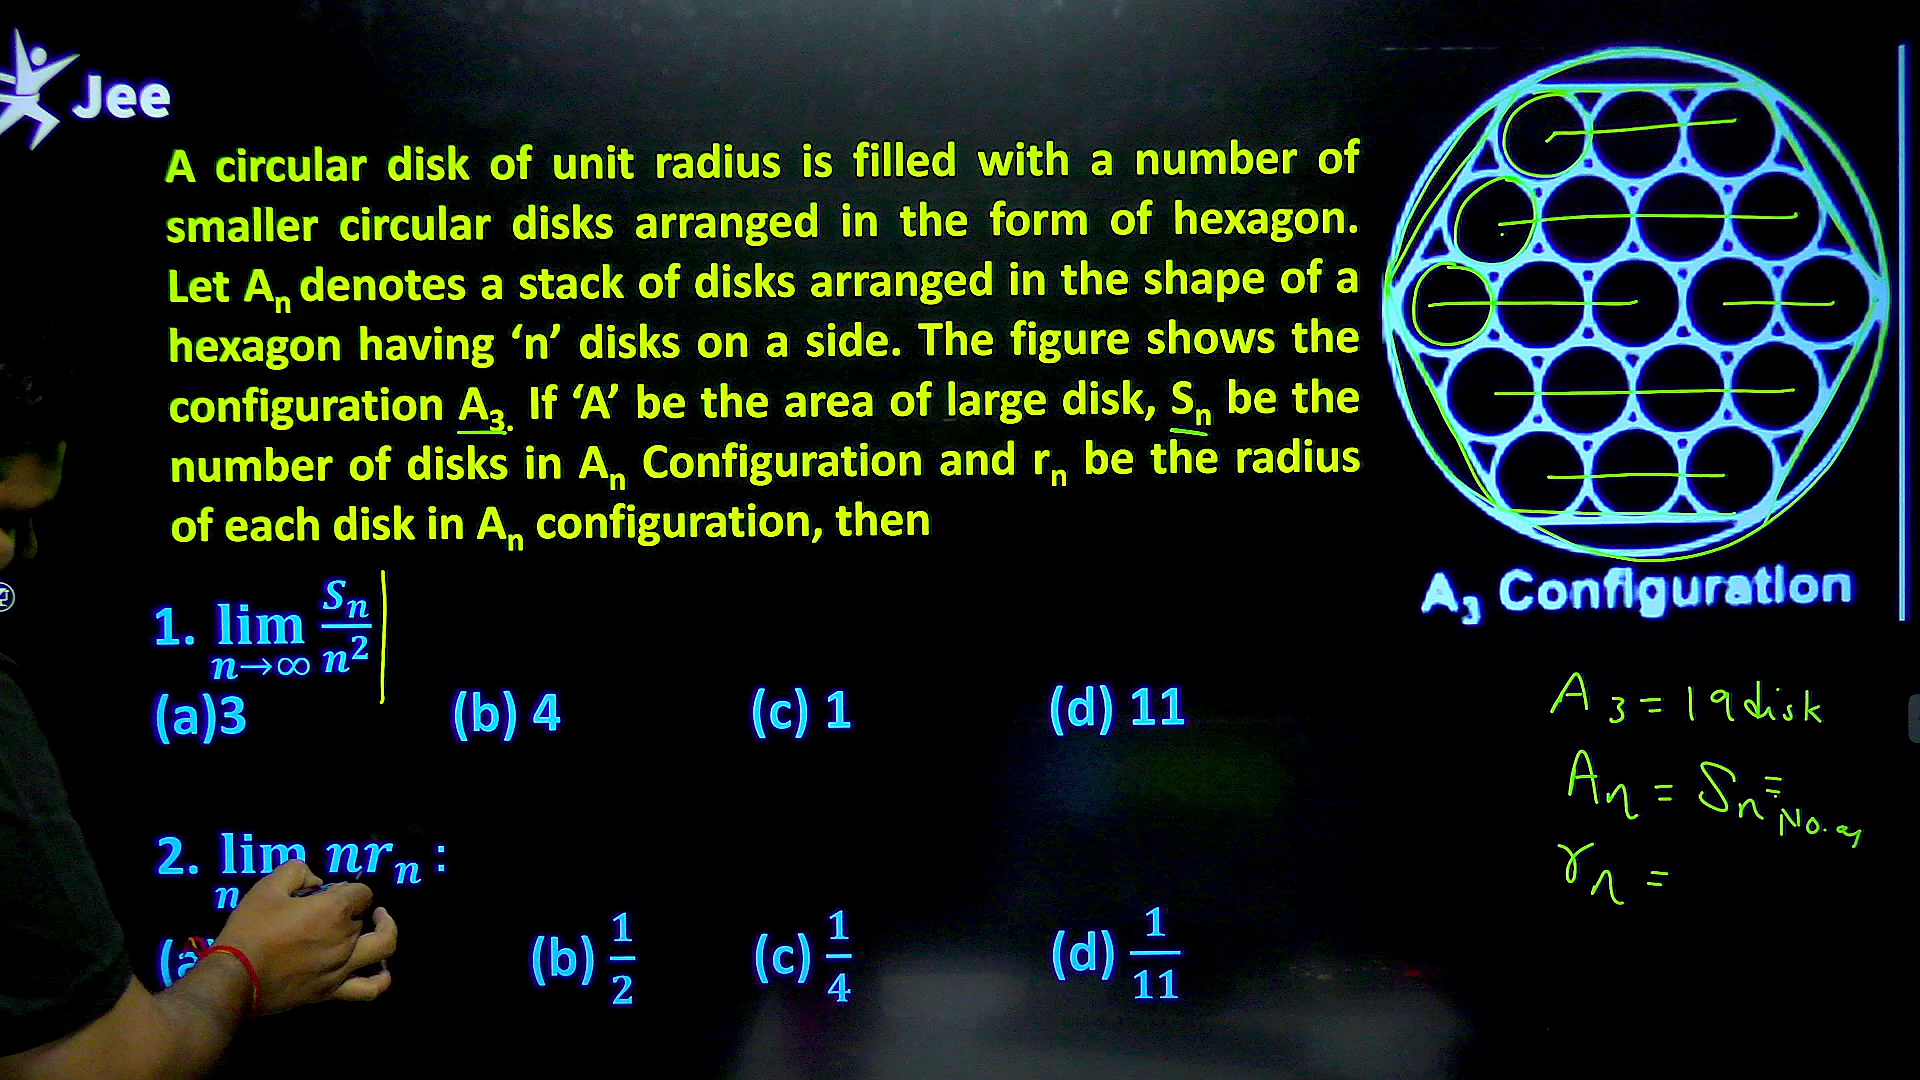 Jee
A circular disk of unit radius is filled with a number of
smaller circular disks arranged in the form of hexagon.
Let Aₙ denotes a stack of disks arranged in the shape of a
hexagon having ‘n’ disks on a side. The figure shows the
configuration A₃. If ‘A’ be the area of large disk, Sₙ be the
number of disks in Aₙ Configuration and rₙ be the radius
of each disk in Aₙ configuration, then
A₃ Configuration
1. lim n→∞ Sₙ/n²
(a)3 (b) 4 (c) 1 (d) 11
A₃ = 19 disk
Aₙ = Sₙ = No. of
rₙ =
2. lim n nrₙ :
(a (b) 1/2 (c) 1/4 (d) 1/11